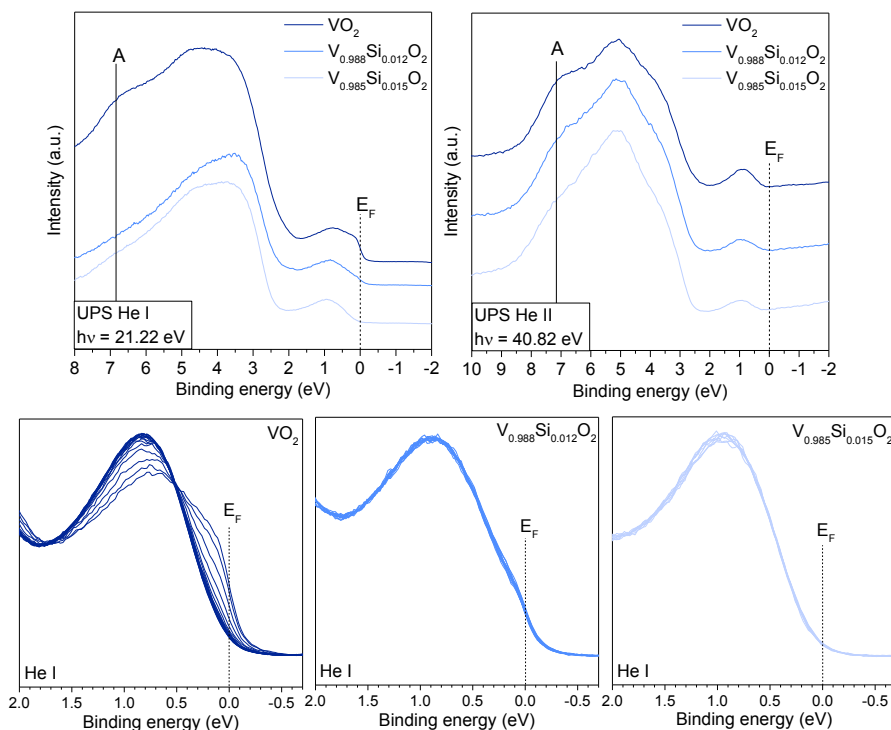 VO₂
V₀.₉₈₈Si₀.₀₁₂O₂
V₀.₉₈₅Si₀.₀₁₅O₂
A
E_F
Intensity (a.u.)
UPS He I
hν = 21.22 eV
8 7 6 5 4 3 2 1 0 -1 -2
Binding energy (eV)
VO₂
V₀.₉₈₈Si₀.₀₁₂O₂
V₀.₉₈₅Si₀.₀₁₅O₂
A
E_F
Intensity (a.u.)
UPS He II
hν = 40.82 eV
10 9 8 7 6 5 4 3 2 1 0 -1 -2
Binding energy (eV)
VO₂
E_F
He I
2.0 1.5 1.0 0.5 0.0 -0.5
Binding energy (eV)
V₀.₉₈₈Si₀.₀₁₂O₂
E_F
He I
2.0 1.5 1.0 0.5 0.0 -0.5
Binding energy (eV)
V₀.₉₈₅Si₀.₀₁₅O₂
E_F
He I
2.0 1.5 1.0 0.5 0.0 -0.5
Binding energy (eV)